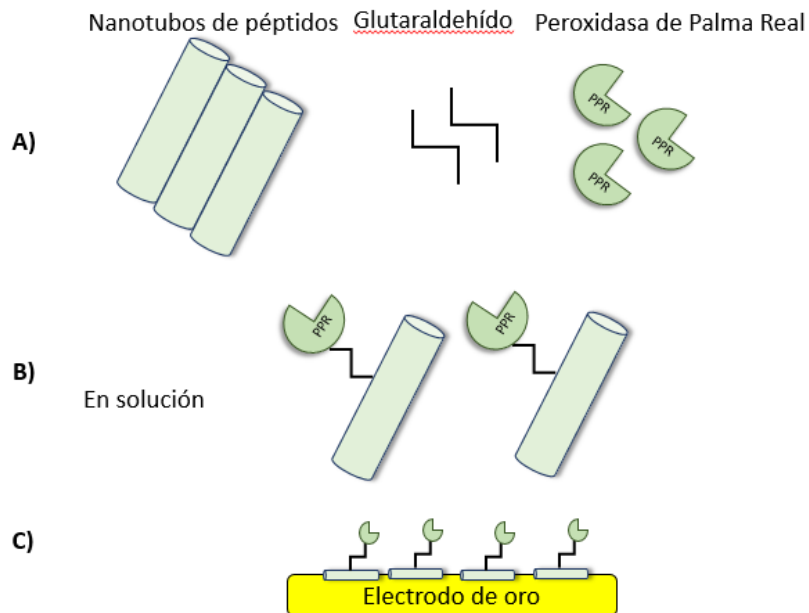 Nanotubos de péptidos Glutaraldehído Peroxidasa de Palma Real
A)
PPR
PPR
PPR
B)
PPR
PPR
En solución
C)
Electrodo de oro